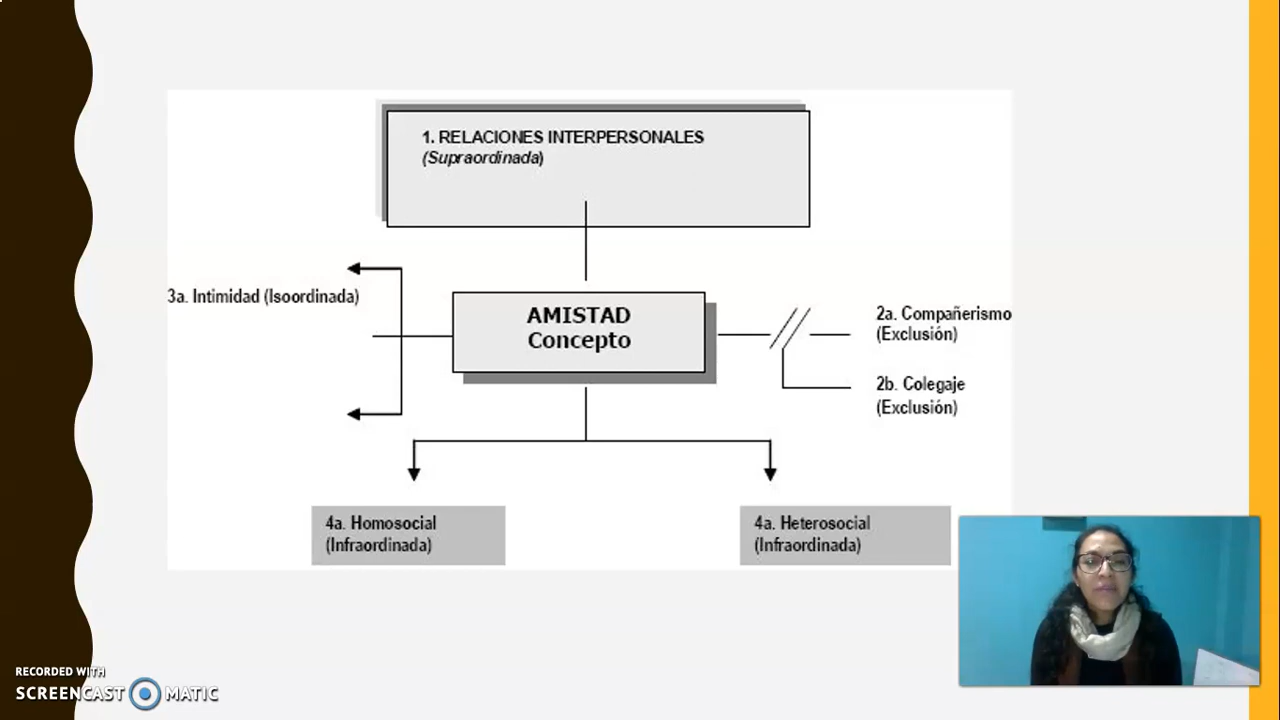 1. RELACIONES INTERPERSONALES
(Supraordinada)
3a. Intimidad (Isoordinada)
AMISTAD
Concepto
2a. Compañerismo
(Exclusión)
2b. Colegaje
(Exclusión)
4a. Homosocial
(Infraordinada)
4a. Heterosocial
(Infraordinada)
RECORDED WITH
SCREENCAST MATIC